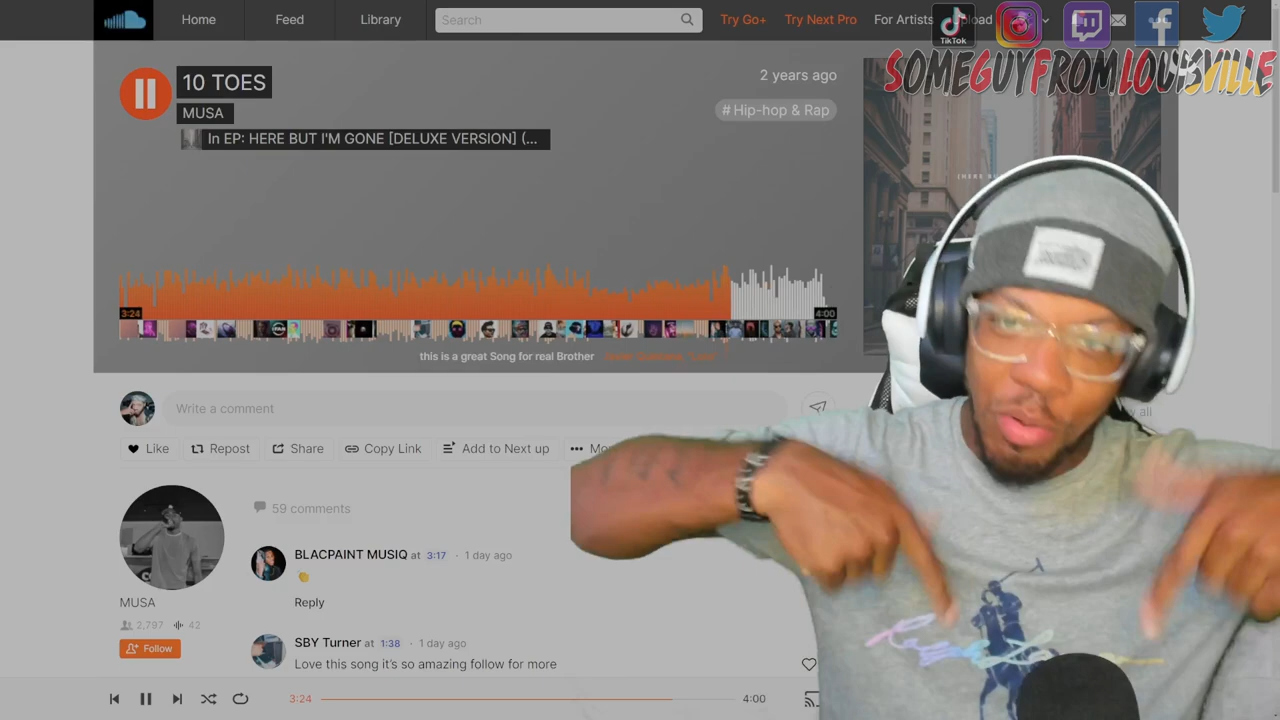 Home
Feed
Library
Search
Try Go+
Try Next Pro
For Artists
TikTok
SOMEGUYFROMLOUISVILLE
10 TOES
2 years ago
MUSA
# Hip-hop & Rap
In EP: HERE BUT I'M GONE [DELUXE VERSION] (...
3:24
4:00
this is a great Song for real Brother
Write a comment
all
Like
Repost
Share
Copy Link
Add to Next up
59 comments
BLACPAINT MUSIQ at 3:17 · 1 day ago
👏
Reply
MUSA
2,797
42
Follow
SBY Turner at 1:38 · 1 day ago
Love this song it's so amazing follow for more
3:24
4:00